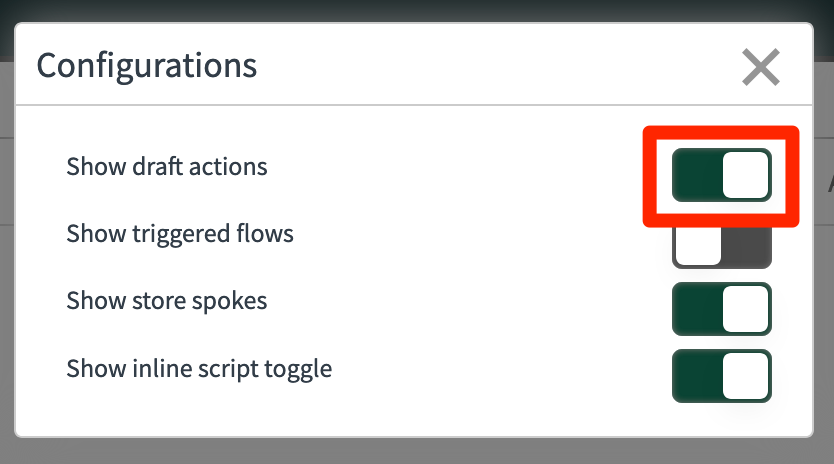 Configurations
Show draft actions
Show triggered flows
Show store spokes
Show inline script toggle